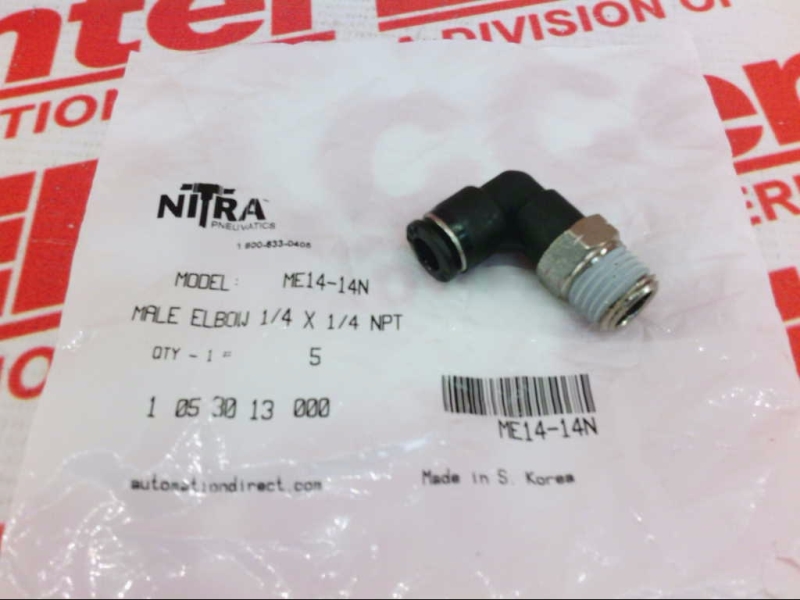 A DIVISION OF
NITRA
PNEUMATICS
1 800-633-0405
MODEL: ME14-14N
MALE ELBOW 1/4 X 1/4 NPT
QTY - 1 = 5
1 05 30 13 000
ME14-14N
automationdirect.com
Made in S. Korea